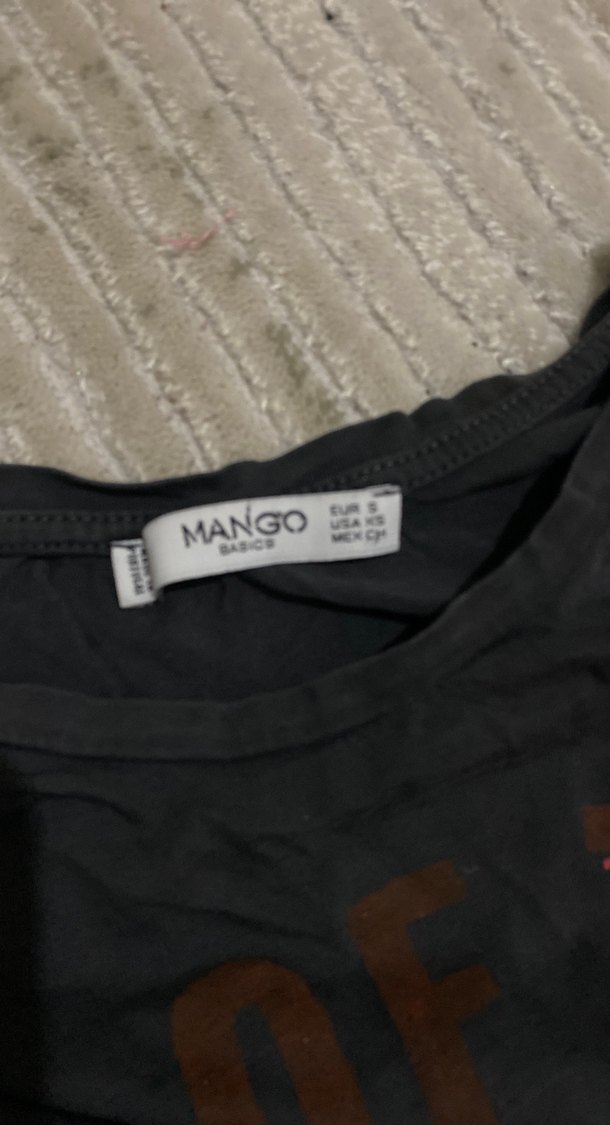 MANGO
BASICS
EUR S
USA XS
MEX CH
OF